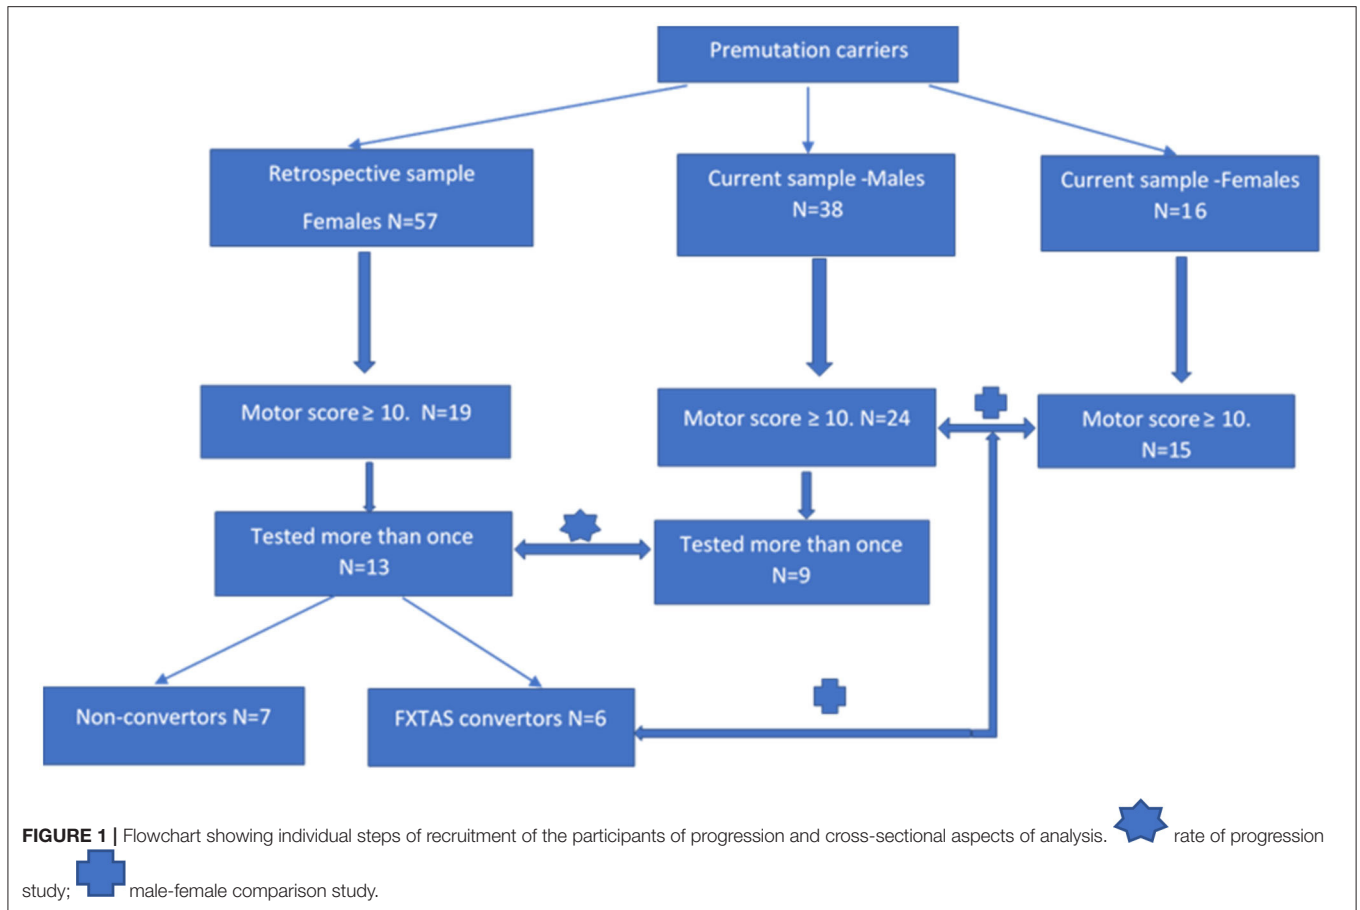 Premutation carriers
Retrospective sample
Females N=57
Current sample -Males
N=38
Current sample -Females
N=16
Motor score ≥ 10. N=19
Motor score ≥ 10. N=24
Motor score ≥ 10.
N=15
Tested more than once
N=13
Tested more than once
N=9
Non-convertors N=7
FXTAS convertors N=6
FIGURE 1 | Flowchart showing individual steps of recruitment of the participants of progression and cross-sectional aspects of analysis. rate of progression
study; male-female comparison study.